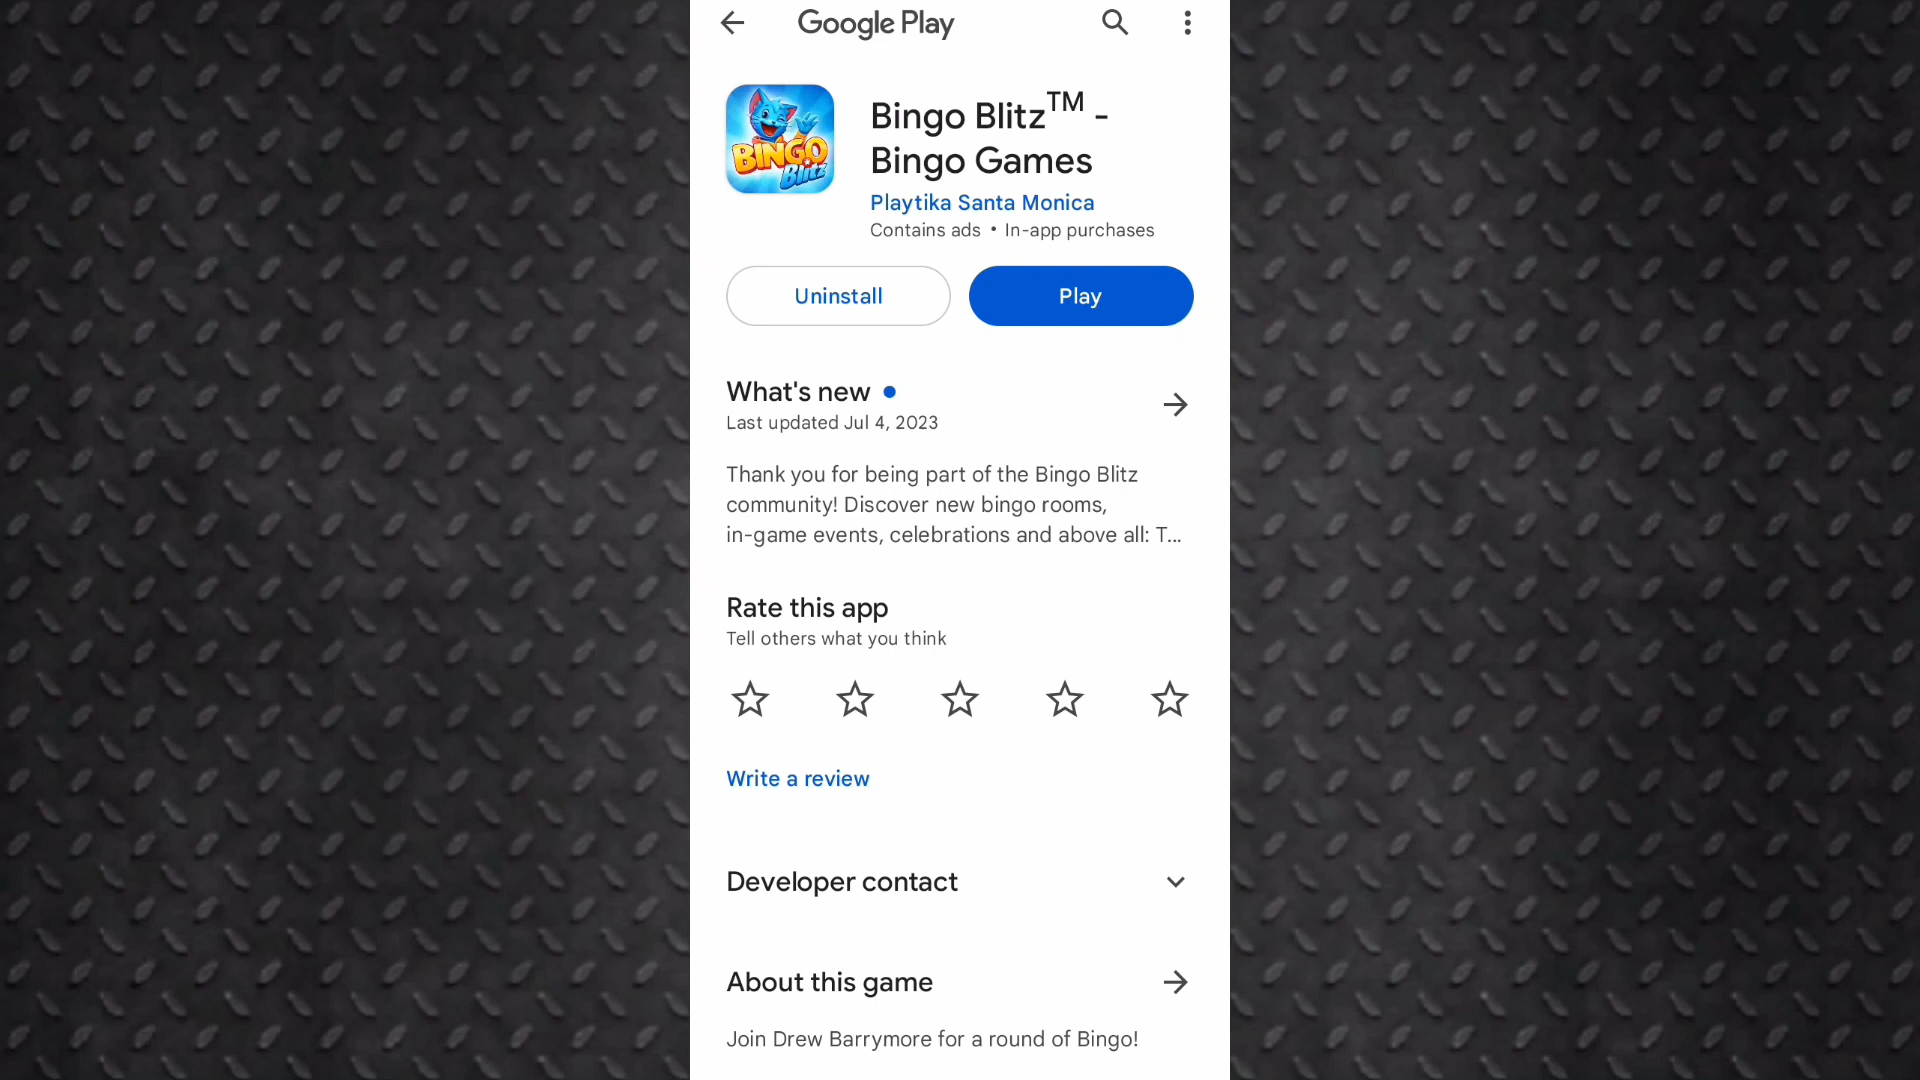 Google Play
BINGO
Blitz
Bingo Blitz™ -
Bingo Games
Playtika Santa Monica
Contains ads • In-app purchases
Uninstall
Play
What's new
Last updated Jul 4, 2023
Thank you for being part of the Bingo Blitz
community! Discover new bingo rooms,
in-game events, celebrations and above all: T...
Rate this app
Tell others what you think
Write a review
Developer contact
About this game
Join Drew Barrymore for a round of Bingo!